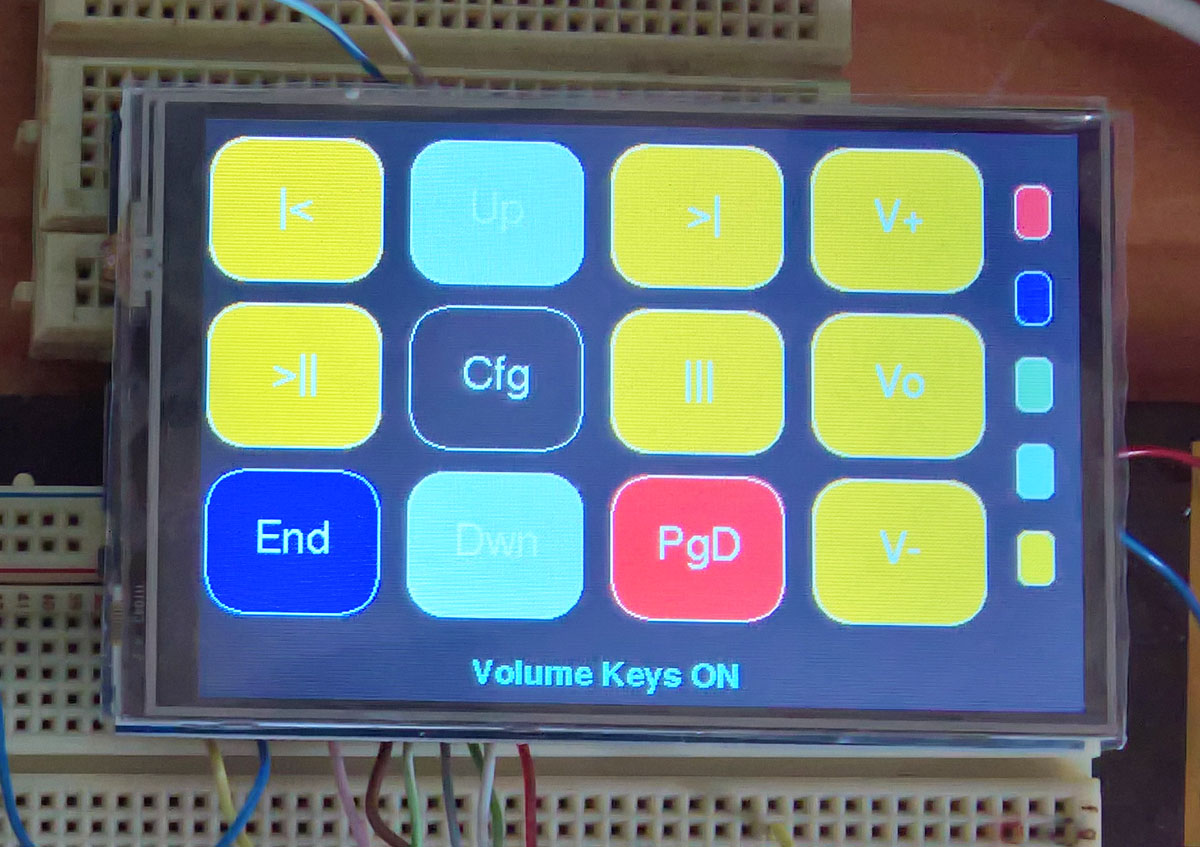 |< Up >| V+
>|| Cfg ||| Vo
End Dwn PgD V-
Volume Keys ON